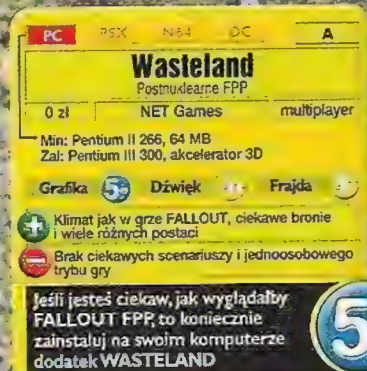 PC PSX N64 DC A
Wasteland
Postnuklearne FPP
0 zł NET Games multiplayer
Min: Pentium II 266, 64 MB
Zal: Pentium III 300, akcelerator 3D
Grafika 5 Dźwięk Frajda
Klimat jak w grze FALLOUT, ciekawe bronie
i wiele różnych postaci
Brak ciekawych scenariuszy i jednoosobowego
trybu gry
Jeśli jesteś ciekaw, jak wyglądałby
FALLOUT FPP, to koniecznie
zainstaluj na swoim komputerze
dodatek WASTELAND
5